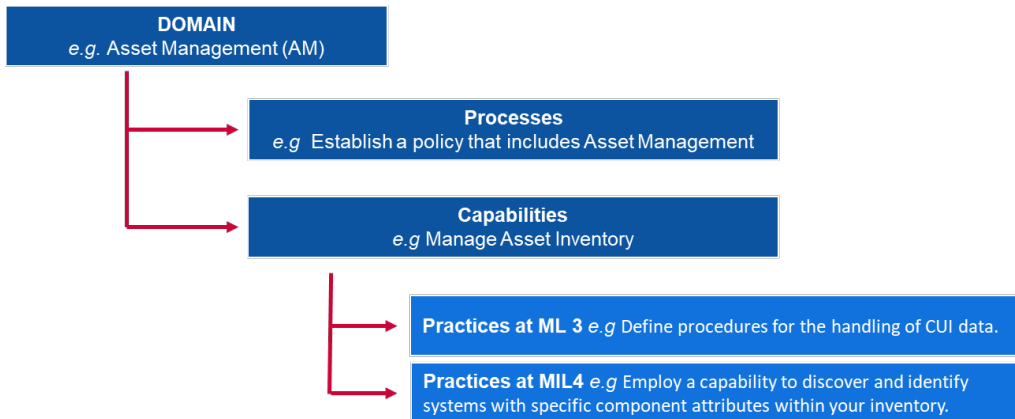 DOMAIN
e.g. Asset Management (AM)
Processes
e.g Establish a policy that includes Asset Management
Capabilities
e.g Manage Asset Inventory
Practices at ML 3 e.g Define procedures for the handling of CUI data.
Practices at MIL4 e.g Employ a capability to discover and identify
systems with specific component attributes within your inventory.